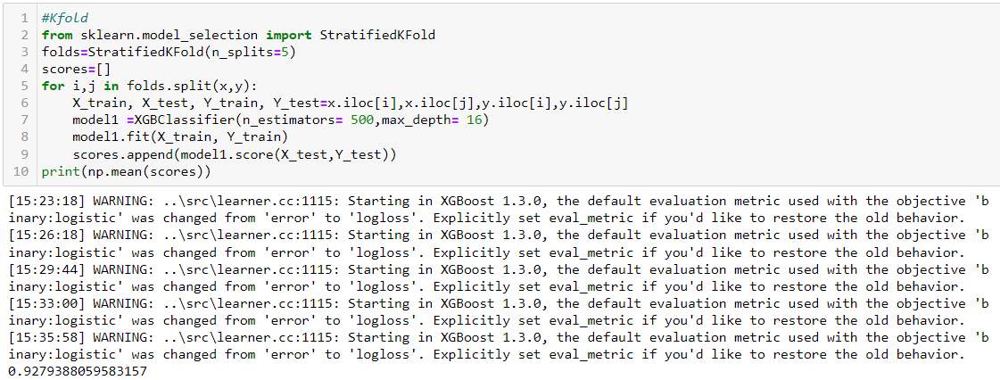 1 #Kfold
2 from sklearn.model_selection import StratifiedKFold
3 folds=StratifiedKFold(n_splits=5)
4 scores=[]
5 for i,j in folds.split(x,y):
6     X_train, X_test, Y_train, Y_test=x.iloc[i],x.iloc[j],y.iloc[i],y.iloc[j]
7     model1 =XGBClassifier(n_estimators= 500,max_depth= 16)
8     model1.fit(X_train, Y_train)
9     scores.append(model1.score(X_test,Y_test))
10 print(np.mean(scores))
[15:23:18] WARNING: ..\src\learner.cc:1115: Starting in XGBoost 1.3.0, the default evaluation metric used with the objective 'b
inary:logistic' was changed from 'error' to 'logloss'. Explicitly set eval_metric if you'd like to restore the old behavior.
[15:26:18] WARNING: ..\src\learner.cc:1115: Starting in XGBoost 1.3.0, the default evaluation metric used with the objective 'b
inary:logistic' was changed from 'error' to 'logloss'. Explicitly set eval_metric if you'd like to restore the old behavior.
[15:29:44] WARNING: ..\src\learner.cc:1115: Starting in XGBoost 1.3.0, the default evaluation metric used with the objective 'b
inary:logistic' was changed from 'error' to 'logloss'. Explicitly set eval_metric if you'd like to restore the old behavior.
[15:33:00] WARNING: ..\src\learner.cc:1115: Starting in XGBoost 1.3.0, the default evaluation metric used with the objective 'b
inary:logistic' was changed from 'error' to 'logloss'. Explicitly set eval_metric if you'd like to restore the old behavior.
[15:35:58] WARNING: ..\src\learner.cc:1115: Starting in XGBoost 1.3.0, the default evaluation metric used with the objective 'b
inary:logistic' was changed from 'error' to 'logloss'. Explicitly set eval_metric if you'd like to restore the old behavior.
0.9279388059583157